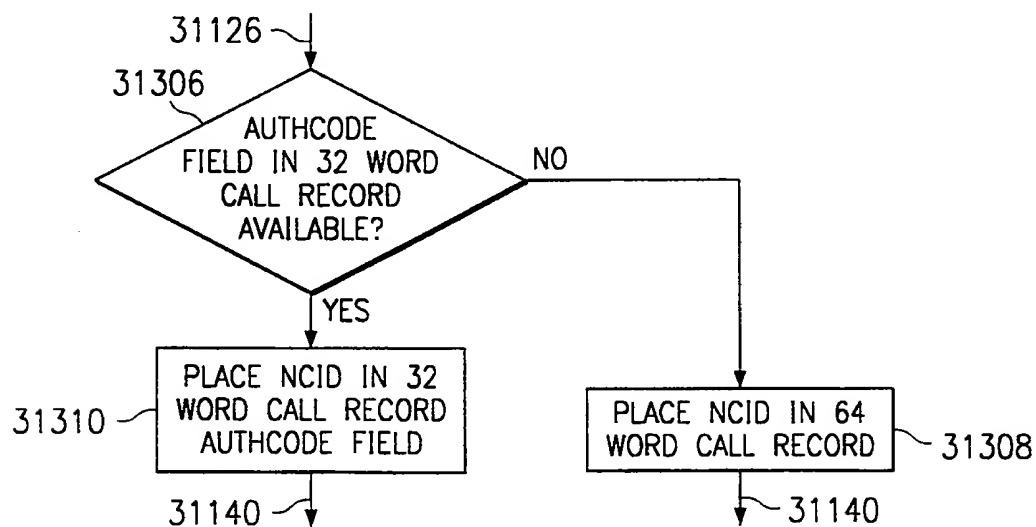 31126
31306
AUTHCODE
FIELD IN 32 WORD
CALL RECORD
AVAILABLE?
NO
YES
PLACE NCID IN 32
WORD CALL RECORD
AUTHCODE FIELD
31310
PLACE NCID IN 64
WORD CALL RECORD
31308
31140
31140